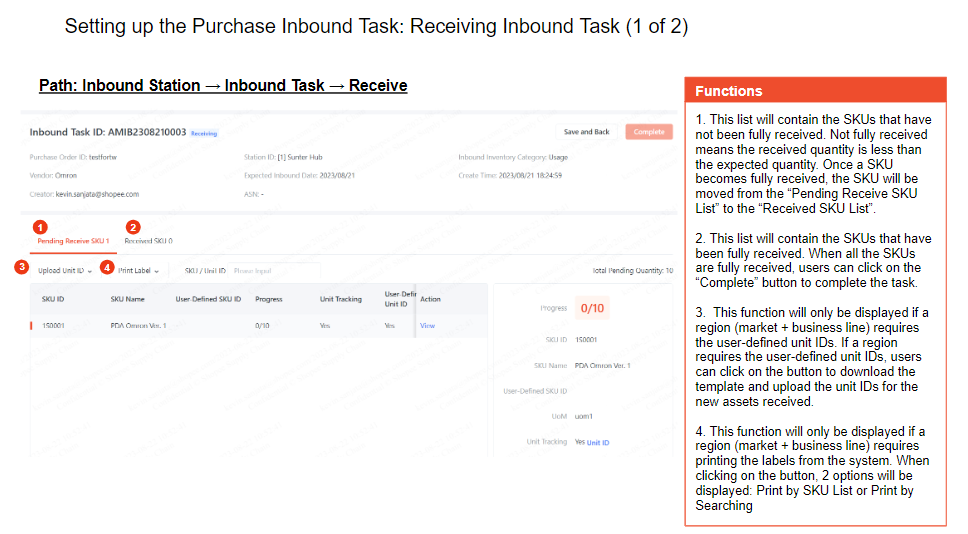 Setting up the Purchase Inbound Task: Receiving Inbound Task (1 of 2)
Path: Inbound Station → Inbound Task → Receive
Inbound Task ID: AMIB2308210003 Receiving
Save and Back
Complete
Purchase Order ID: testfortw
Station ID: [1] Sunter Hub
Inbound Inventory Category: Usage
Vendor: Omron
Expected Inbound Date: 2023/08/21
Create Time: 2023/08/21 18:24:59
Creator: kevin.sanjata@shopee.com
ASN: -
1
2
Pending Receive SKU 1
Received SKU 0
3
Upload Unit ID
4
Print Label
SKU / Unit ID Please Input
Total Pending Quantity: 10
SKU ID
SKU Name
User-Defined SKU ID
Progress
Unit Tracking
User-Defir
Unit ID
Action
150001
PDA Omron Ver. 1
-
0/10
Yes
Yes
View
Progress 0/10
SKU ID 150001
SKU Name PDA Omron Ver. 1
User-Defined SKU ID
UoM uom1
Unit Tracking Yes Unit ID
Functions
1. This list will contain the SKUs that have
not been fully received. Not fully received
means the received quantity is less than
the expected quantity. Once a SKU
becomes fully received, the SKU will be
moved from the “Pending Receive SKU
List” to the “Received SKU List”.
2. This list will contain the SKUs that have
been fully received. When all the SKUs
are fully received, users can click on the
“Complete” button to complete the task.
3.  This function will only be displayed if a
region (market + business line) requires
the user-defined unit IDs. If a region
requires the user-defined unit IDs, users
can click on the button to download the
template and upload the unit IDs for the
new assets received.
4. This function will only be displayed if a
region (market + business line) requires
printing the labels from the system. When
clicking on the button, 2 options will be
displayed: Print by SKU List or Print by
Searching